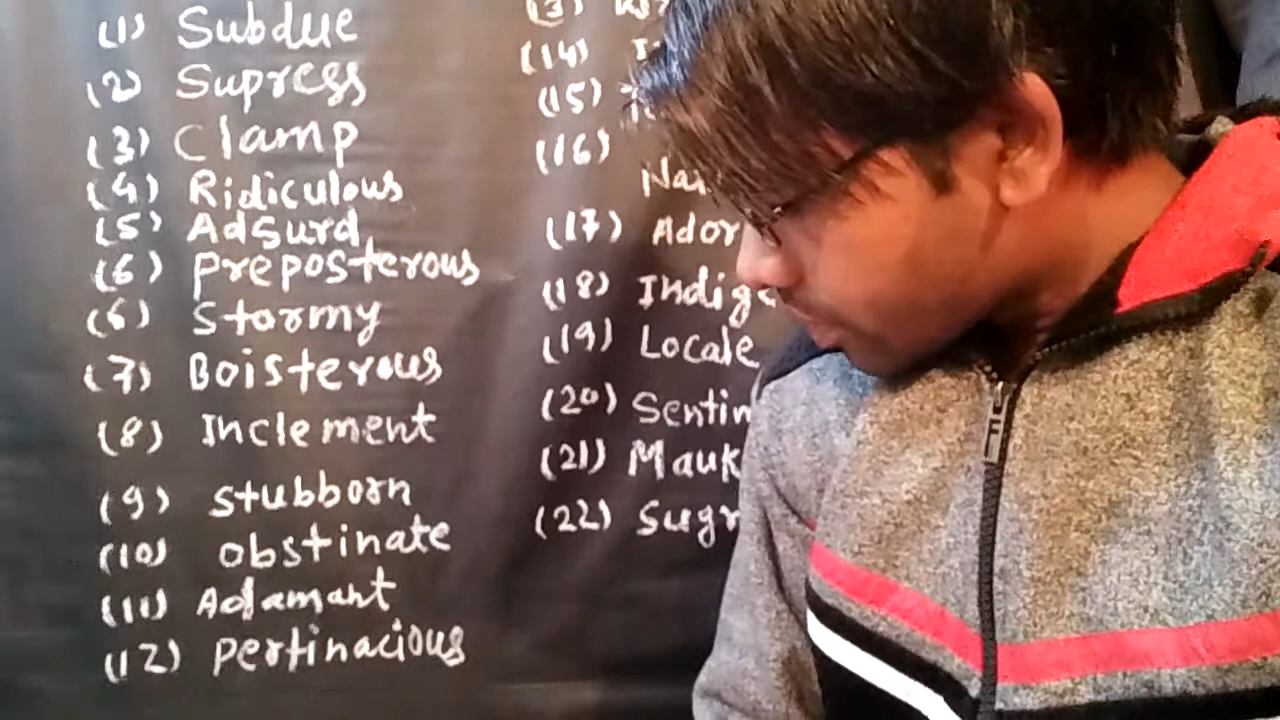 (1) Subdue
(2) Supress
(3) Clamp
(4) Ridiculous
(5) Adsurd
(6) Preposterous
(6) Stormy
(7) Boisterous
(8) Inclement
(9) Stubborn
(10) Obstinate
(11) Adamant
(12) Pertinacious
(14)
(15)
(16)
(17)
(18)
(19) Locale
(20)
(21)
(22)